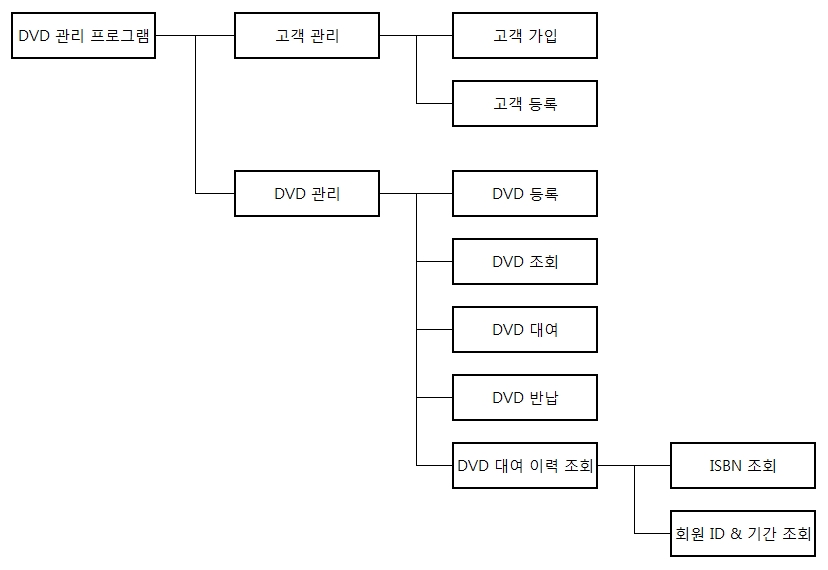 DVD 관리 프로그램
고객 관리
고객 가입
고객 등록
DVD 관리
DVD 등록
DVD 조회
DVD 대여
DVD 반납
DVD 대여 이력 조회
ISBN 조회
회원 ID & 기간 조회